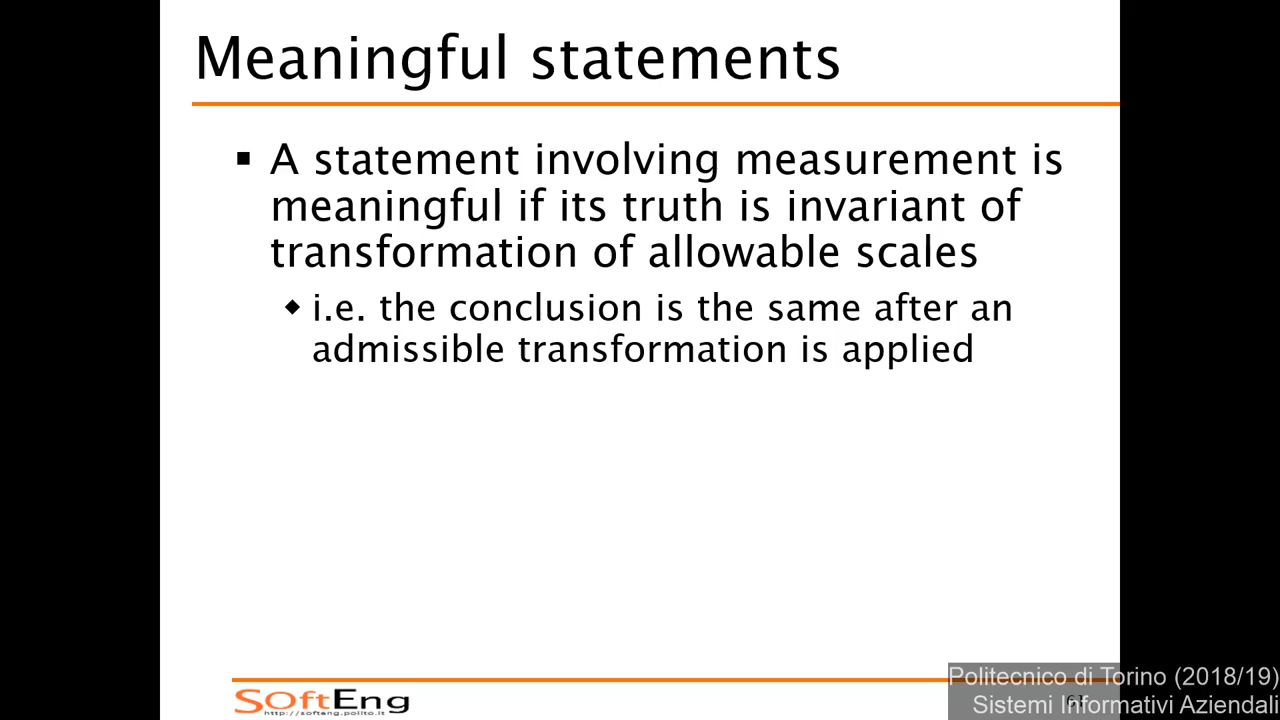 Meaningful statements
▪ A statement involving measurement is
meaningful if its truth is invariant of
transformation of allowable scales
◆ i.e. the conclusion is the same after an
admissible transformation is applied
SoftEng
http://softeng.polito.it
Politecnico di Torino (2018/19)
61
Sistemi Informativi Aziendali